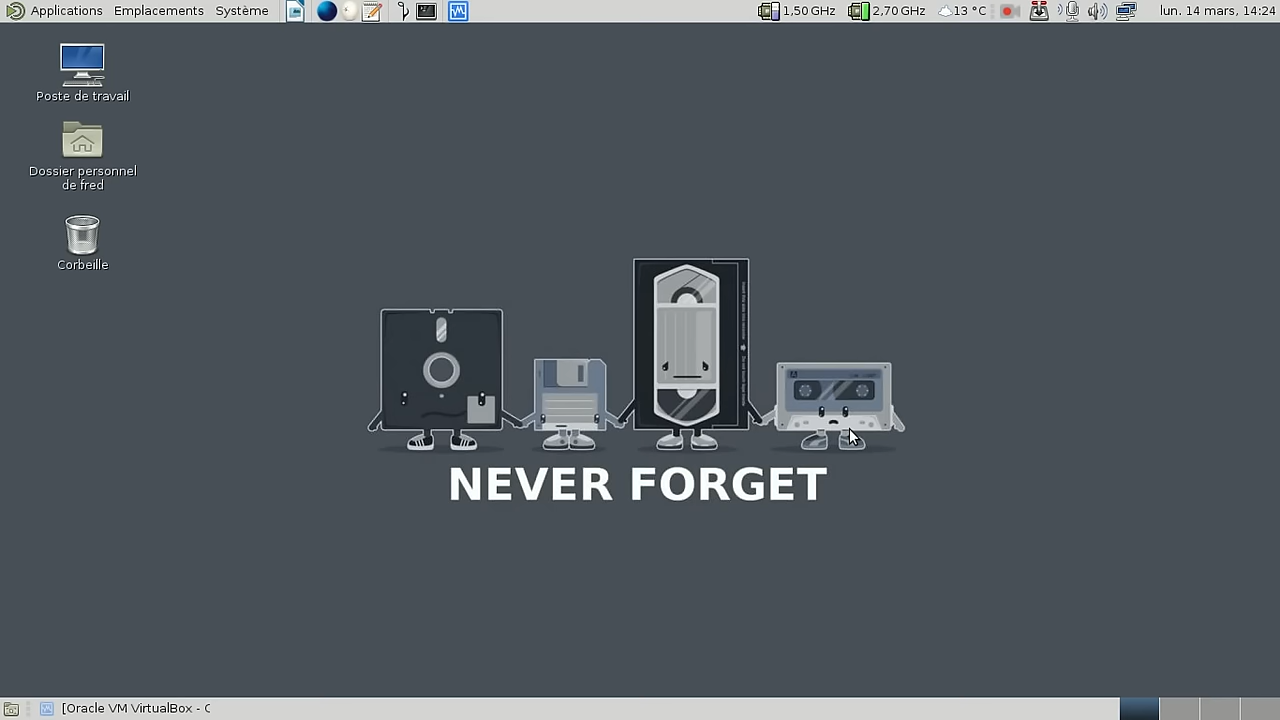 Applications Emplacements Système 1,50 GHz 2,70 GHz 13 °C lun. 14 mars, 14:24
Poste de travail
Dossier personnel
de fred
Corbeille
NEVER FORGET
[Oracle VM VirtualBox - C